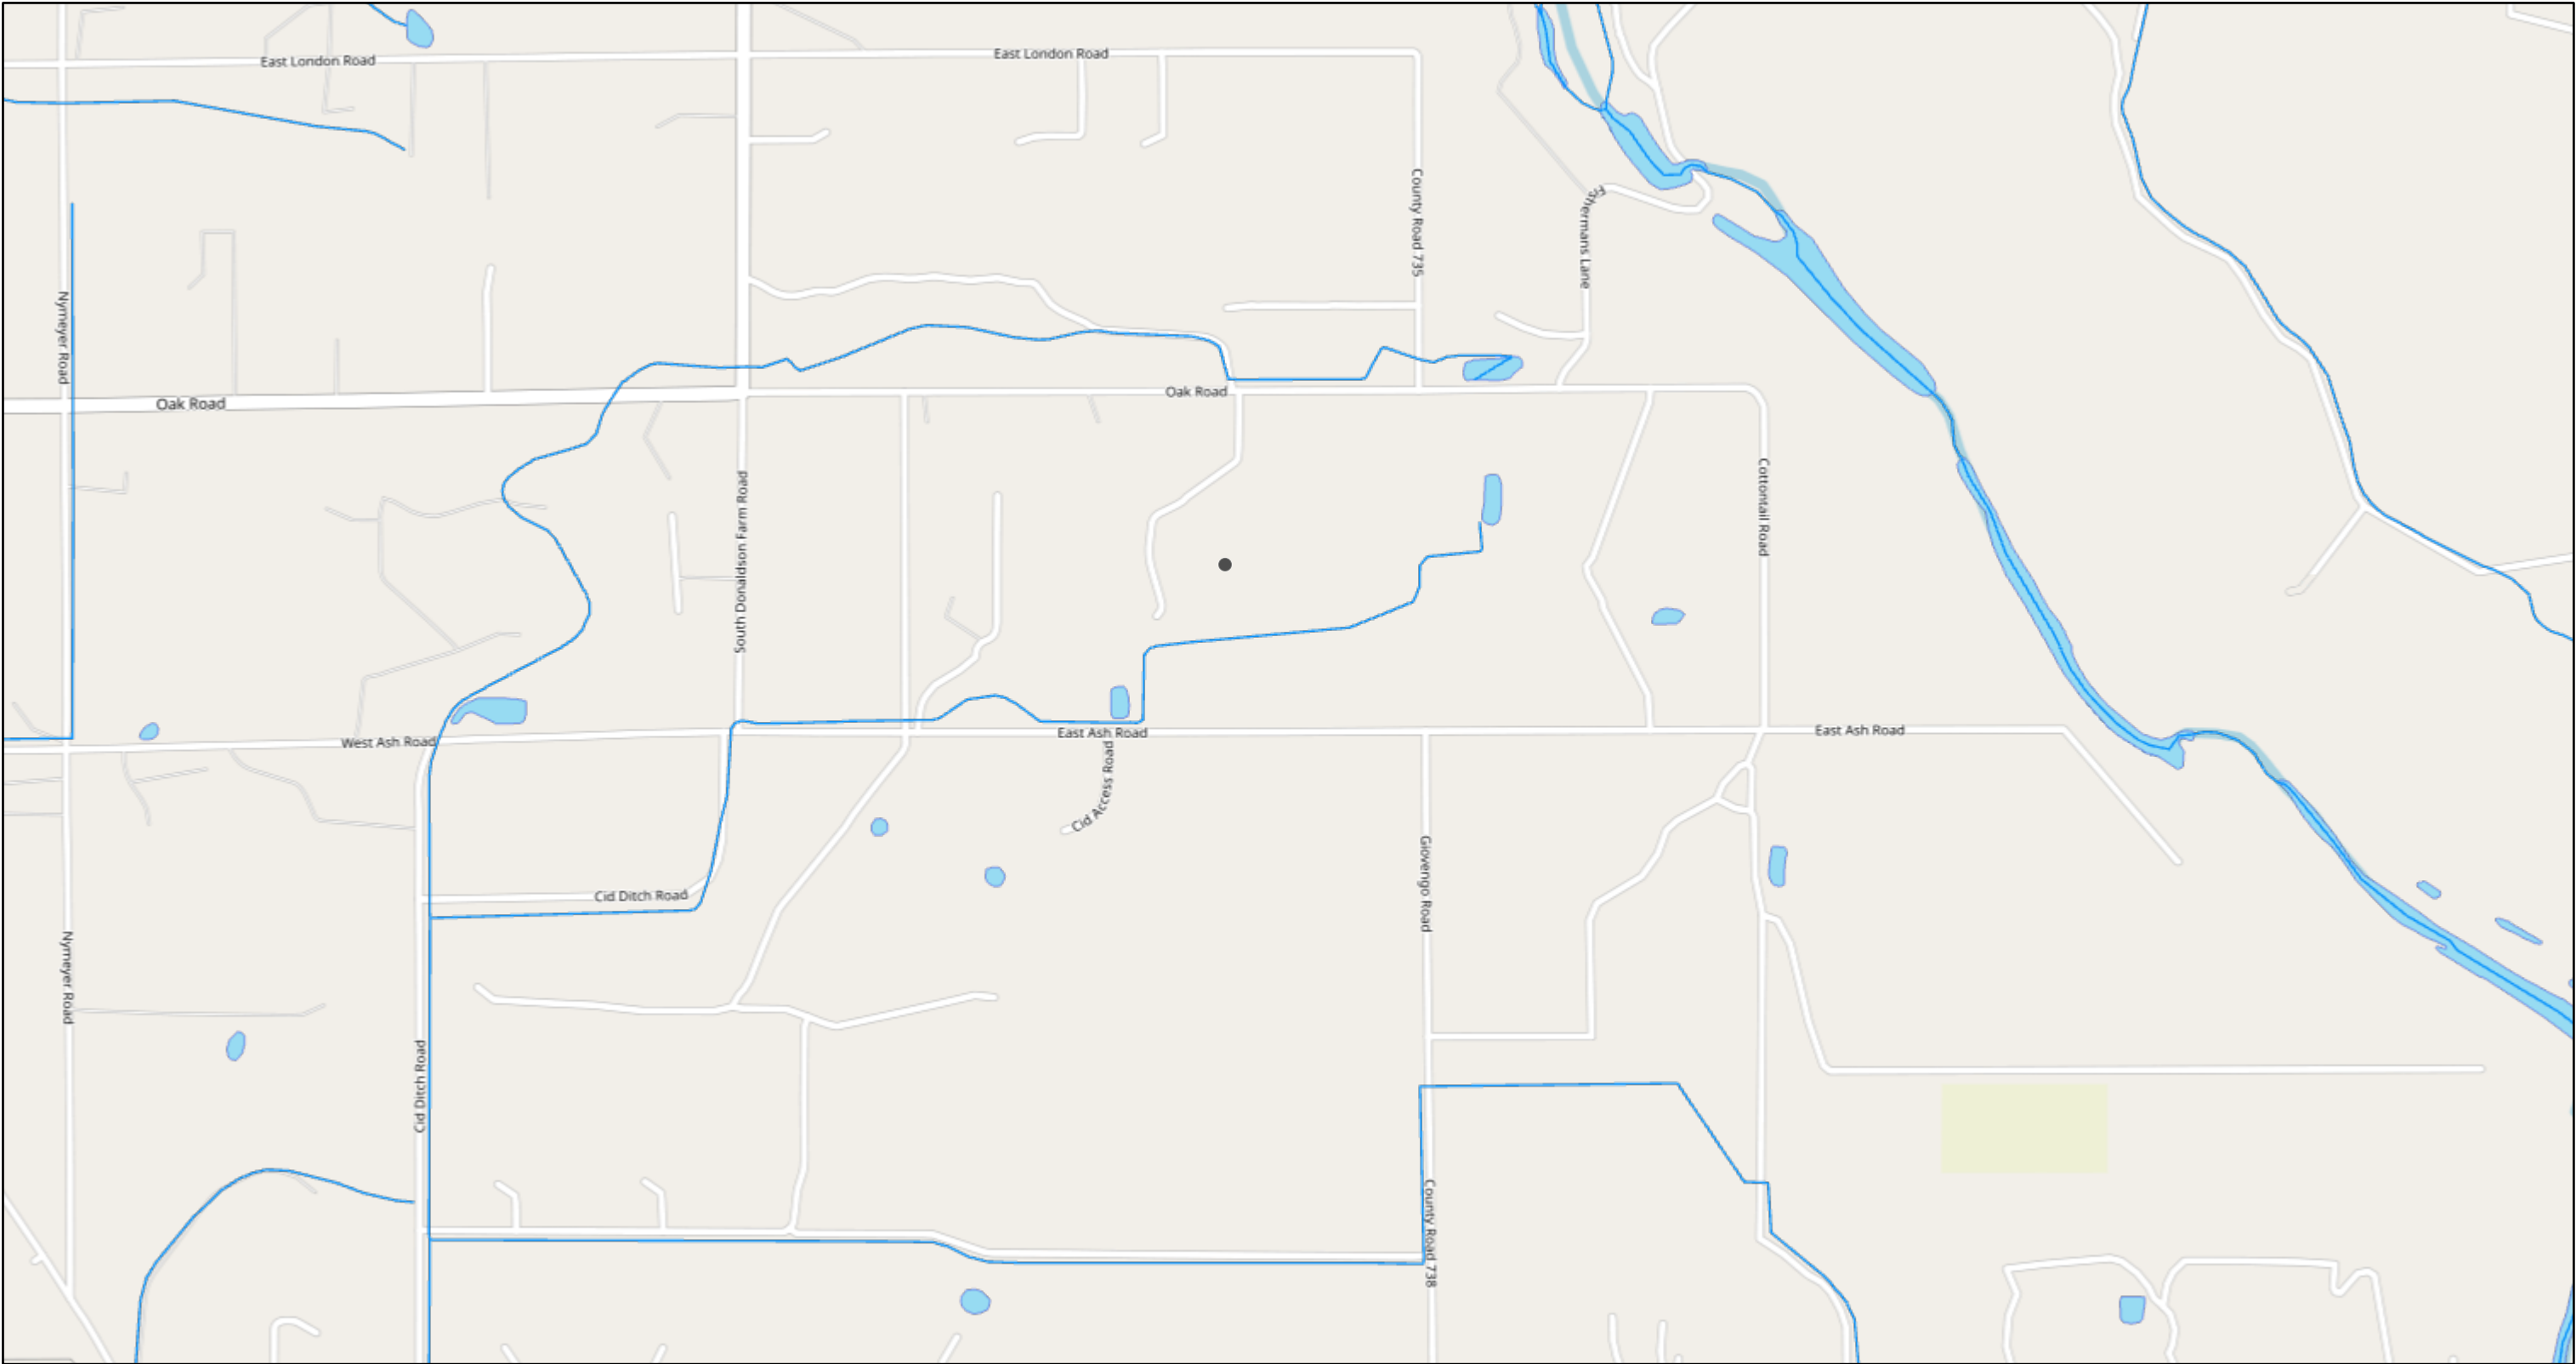 East London Road
East London Road
County Road 735
Fishermans Lane
Nymeyer Road
Oak Road
Oak Road
South Donaldson Farm Road
Cottontail Road
West Ash Road
East Ash Road
East Ash Road
Cid Access Road
Giovengo Road
Cid Ditch Road
Nymeyer Road
Cid Ditch Road
County Road 738